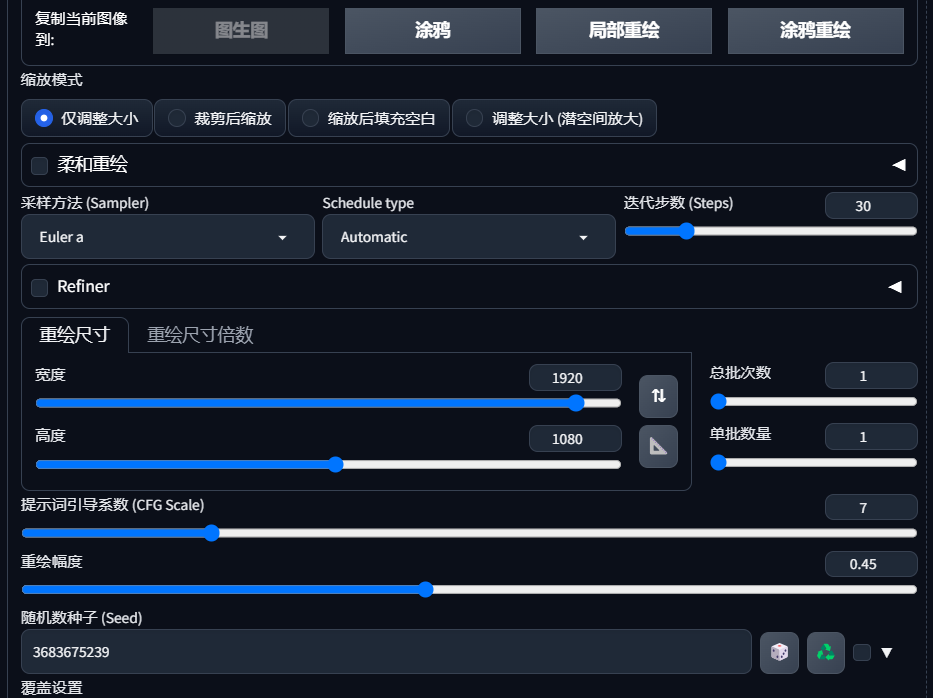 复制当前图像
到:
图生图
涂鸦
局部重绘
涂鸦重绘
缩放模式
仅调整大小
裁剪后缩放
缩放后填充空白
调整大小 (潜空间放大)
柔和重绘
采样方法 (Sampler)
Schedule type
迭代步数 (Steps)
30
Euler a
Automatic
Refiner
重绘尺寸
重绘尺寸倍数
宽度
1920
高度
1080
总批次数
1
单批数量
1
提示词引导系数 (CFG Scale)
7
重绘幅度
0.45
随机数种子 (Seed)
3683675239
覆盖设置